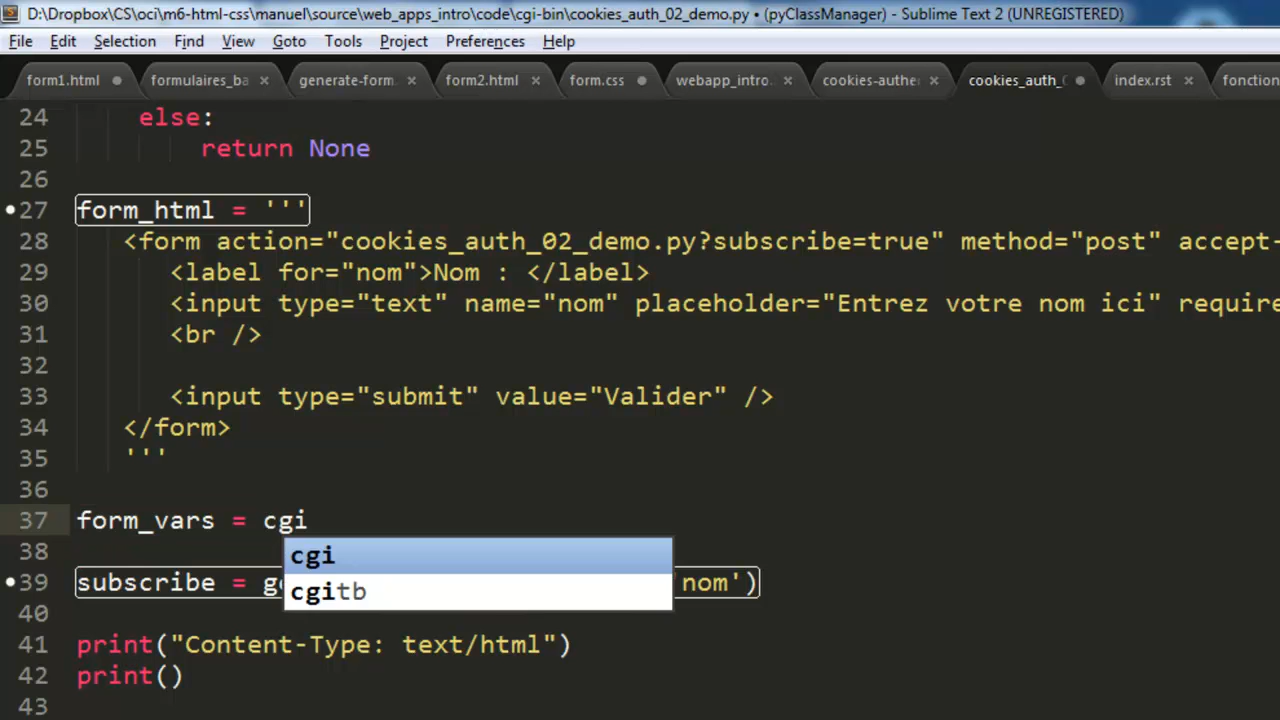 D:\Dropbox\CS\oci\m6-html-css\manuel\source\web_apps_intro\code\cgi-bin\cookies_auth_02_demo.py • (pyClassManager) - Sublime Text 2 (UNREGISTERED)
File Edit Selection Find View Goto Tools Project Preferences Help
form1.html formulaires_ba generate-form form2.html form.css webapp_intro. cookies-authe cookies_auth_0 index.rst fonction
24 else:
25 return None
26
27 form_html = '''
28 <form action="cookies_auth_02_demo.py?subscribe=true" method="post" accept-
29 <label for="nom">Nom : </label>
30 <input type="text" name="nom" placeholder="Entrez votre nom ici" require
31 <br />
32
33 <input type="submit" value="Valider" />
34 </form>
35 '''
36
37 form_vars = cgi
38 cgi
39 subscribe = ge 'nom')
cgitb
40
41 print("Content-Type: text/html")
42 print()
43